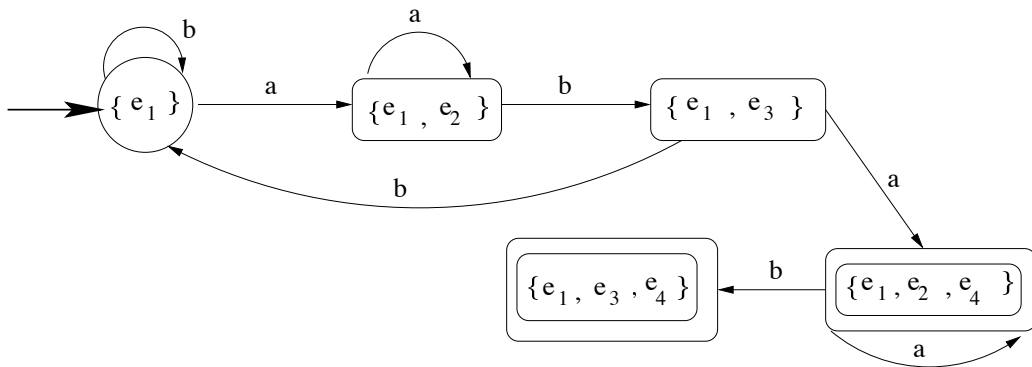 b
a
{ e1 }
a
{e1 , e2 }
b
{ e1 , e3 }
b
a
{e1, e3 , e4 }
b
{e1, e2 , e4 }
a